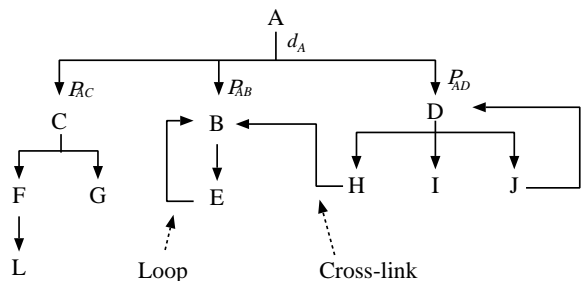 A
d_A
P_AC P_AB P_AD
C B D
F G E H I J
L Loop Cross-link